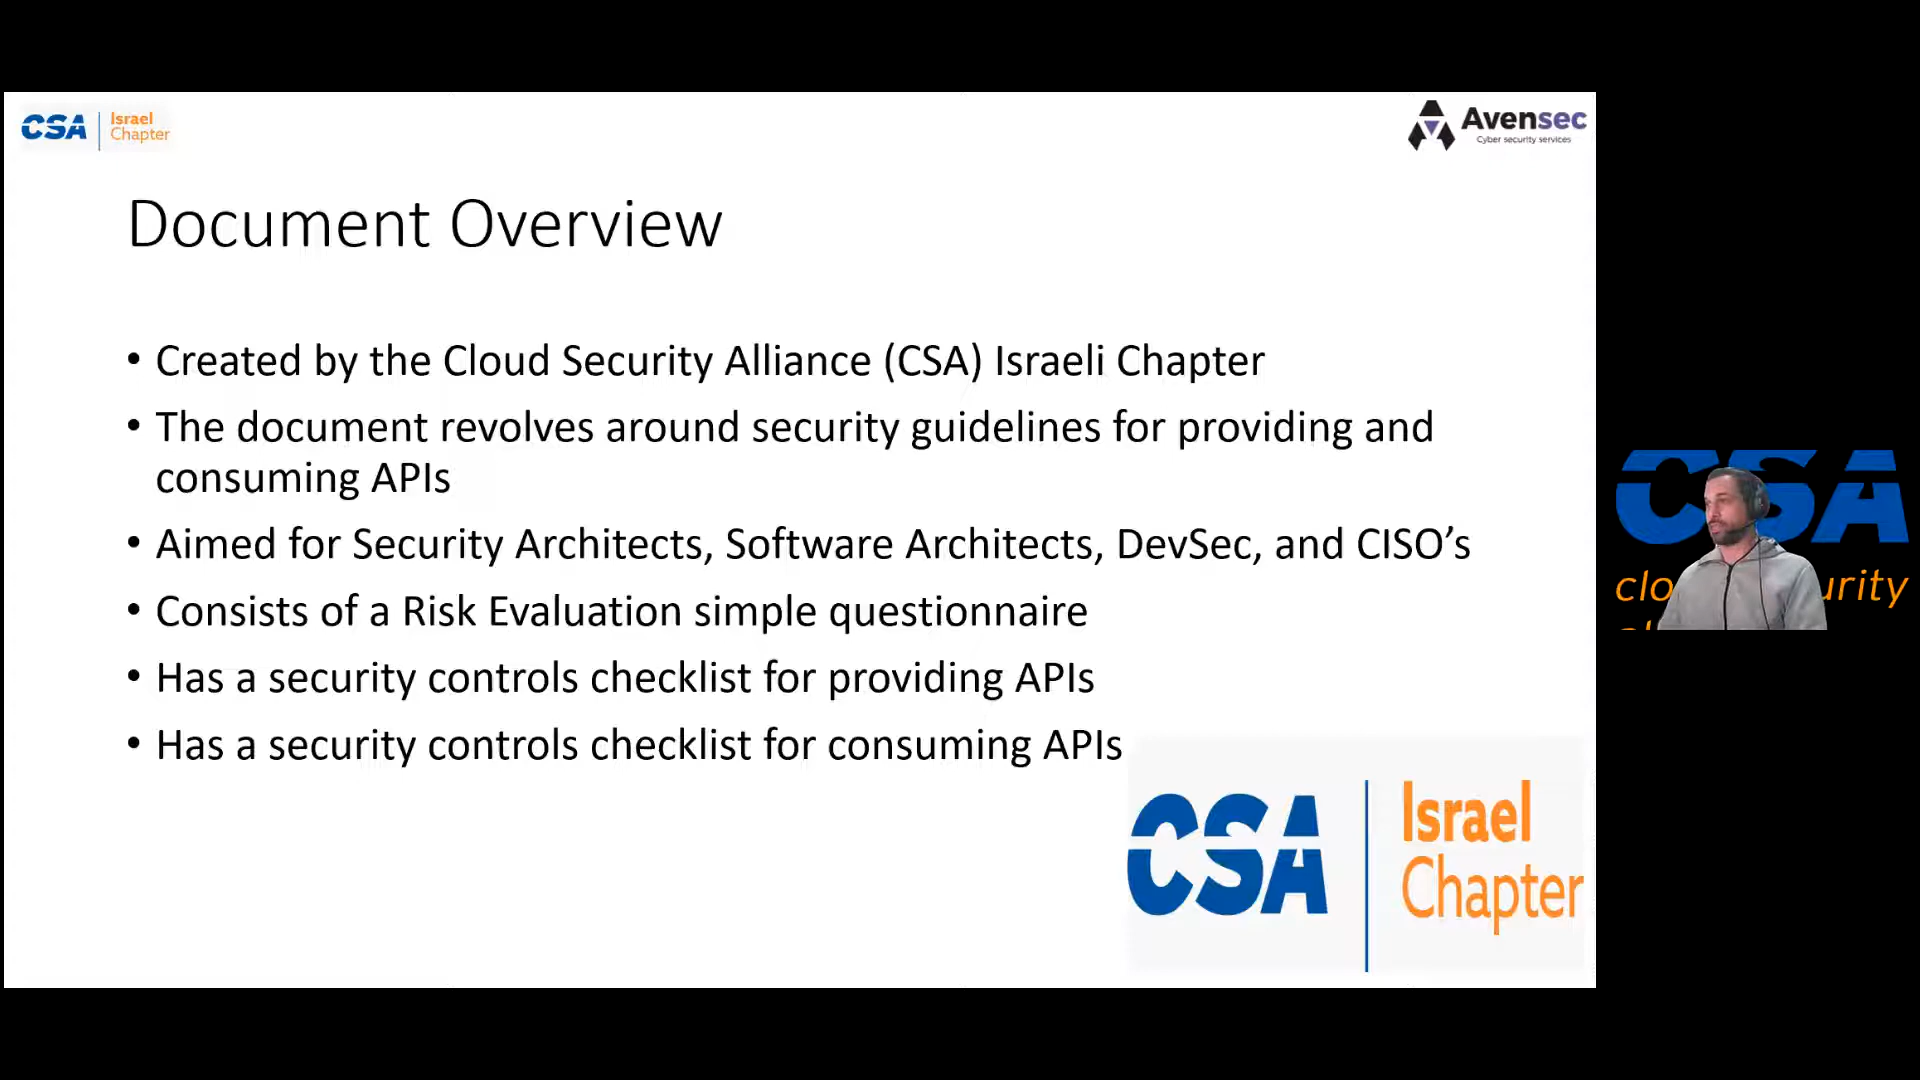 CSA
Israel
Chapter
Avensec
Cyber security services
Document Overview
• Created by the Cloud Security Alliance (CSA) Israeli Chapter
• The document revolves around security guidelines for providing and
consuming APIs
• Aimed for Security Architects, Software Architects, DevSec, and CISO’s
• Consists of a Risk Evaluation simple questionnaire
• Has a security controls checklist for providing APIs
• Has a security controls checklist for consuming APIs
CSA
Israel
Chapter
CSA